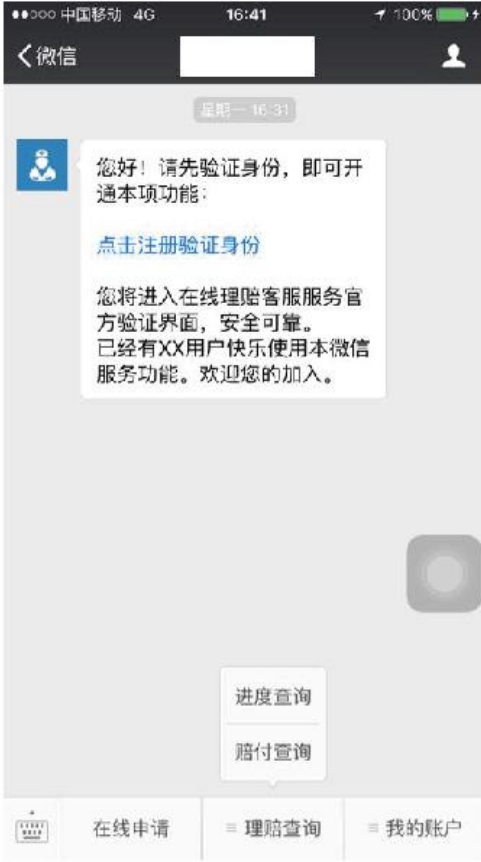 中国移动 4G 16:41 100%
微信
星期一 16:31
您好！请先验证身份，即可开
通本项功能：
点击注册验证身份
您将进入在线理赔客服服务官
方验证界面，安全可靠。
已经有XX用户快乐使用本微信
服务功能。欢迎您的加入。
进度查询
赔付查询
在线申请 理赔查询 我的账户